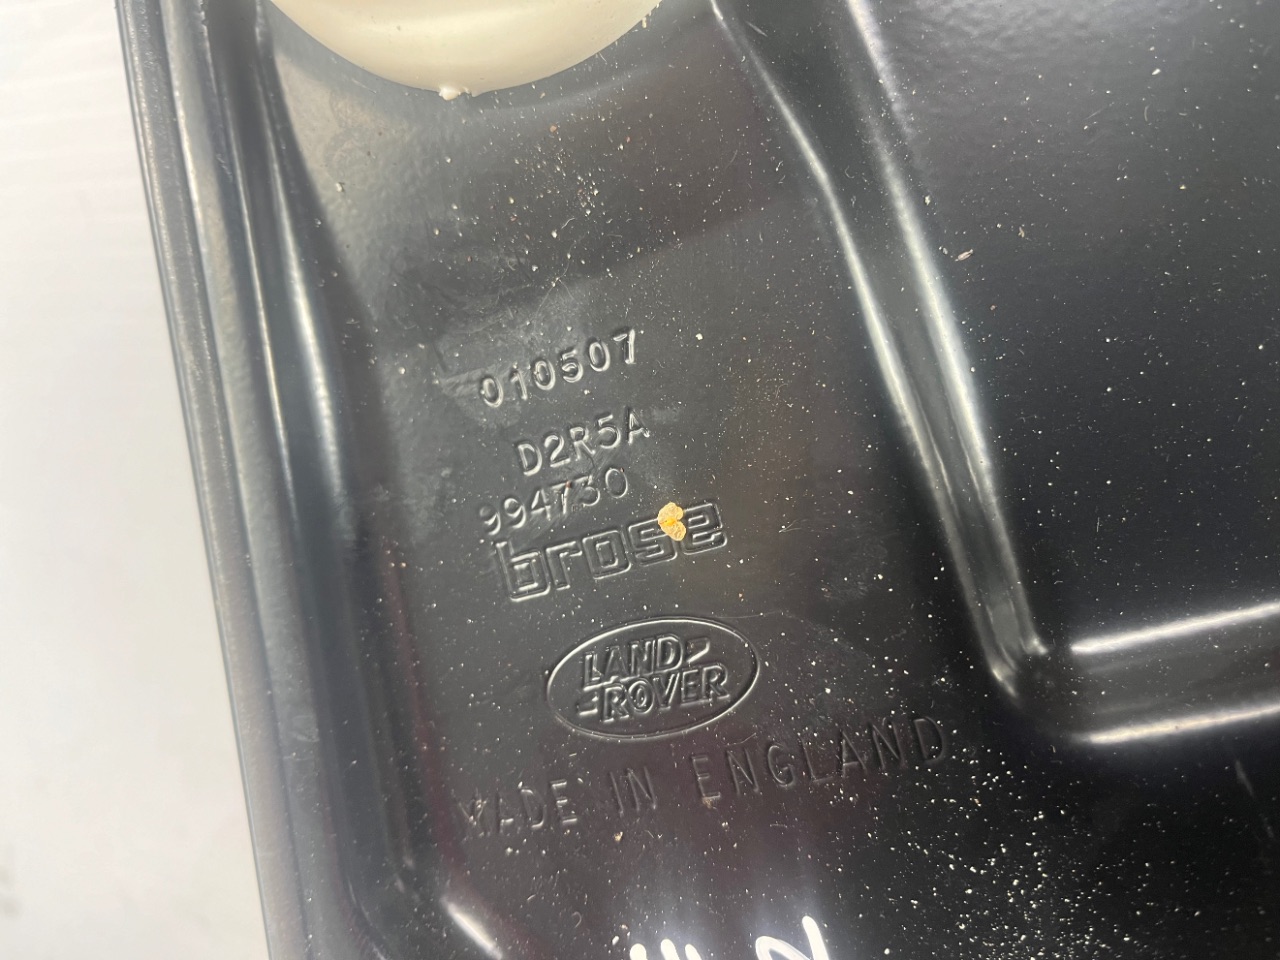 010507
D2R5A
994730
brose
LAND
ROVER
MADE IN ENGLAND